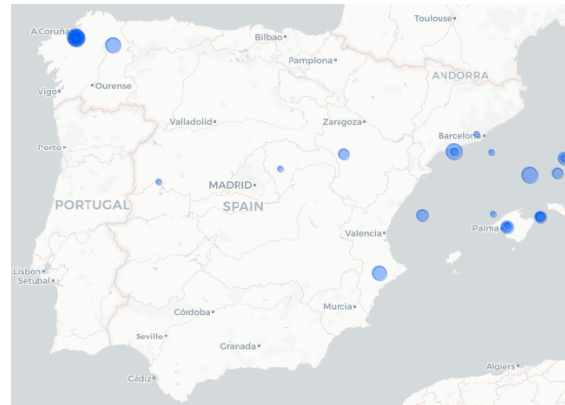 Toulouse
A Coruña
Bilbao
Pamplona
ANDORRA
Ourense
Vigo
Valladolid
Zaragoza
Barcelona
Porto
MADRID
PORTUGAL
SPAIN
Palma
Valencia
Lisbon
Setubal
Murcia
Córdoba
Seville
Granada
Algiers
Cádiz